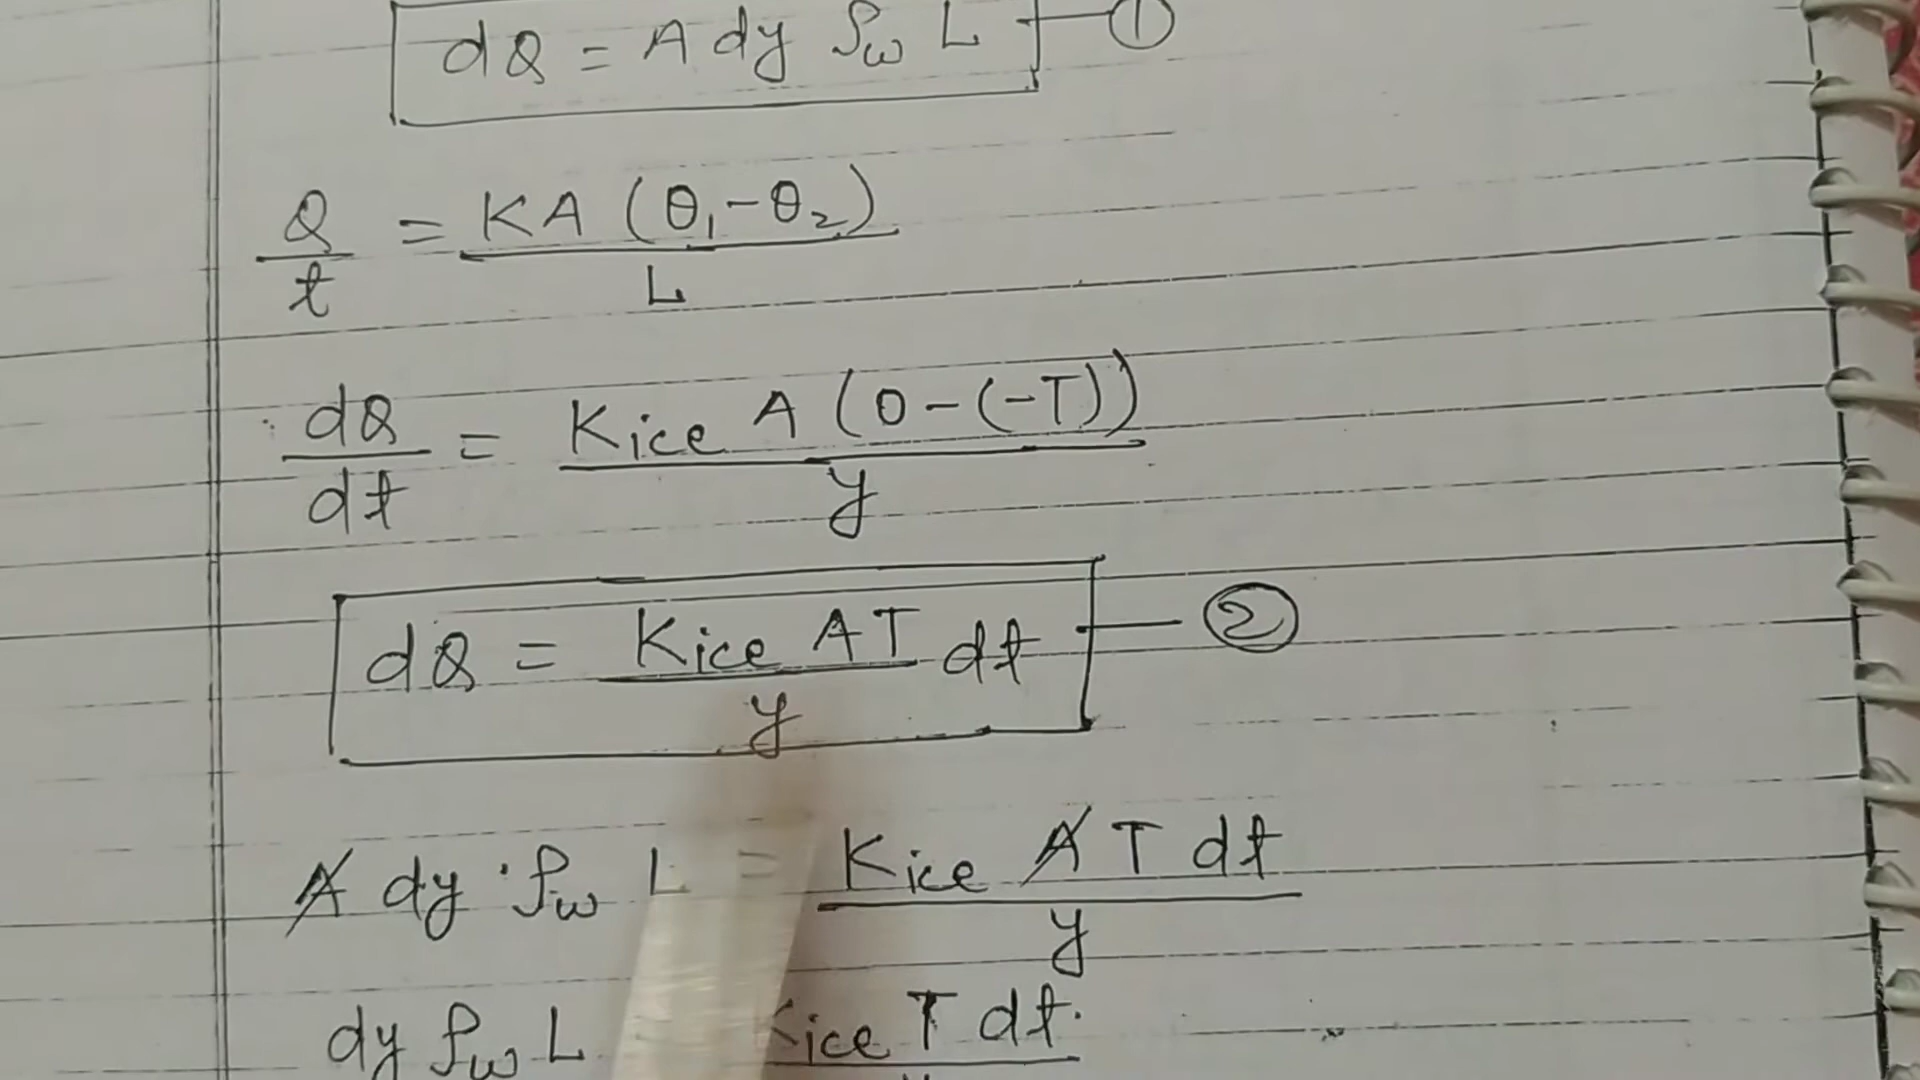 dQ = A dy ρw L — ①
Q/t = KA (θ₁-θ₂)/L
dQ/dt = Kice A (0-(-T))/y
dQ = Kice AT/y dt — ②
A dy · ρw L = Kice A T dt/y
dy ρw L Kice T dt.